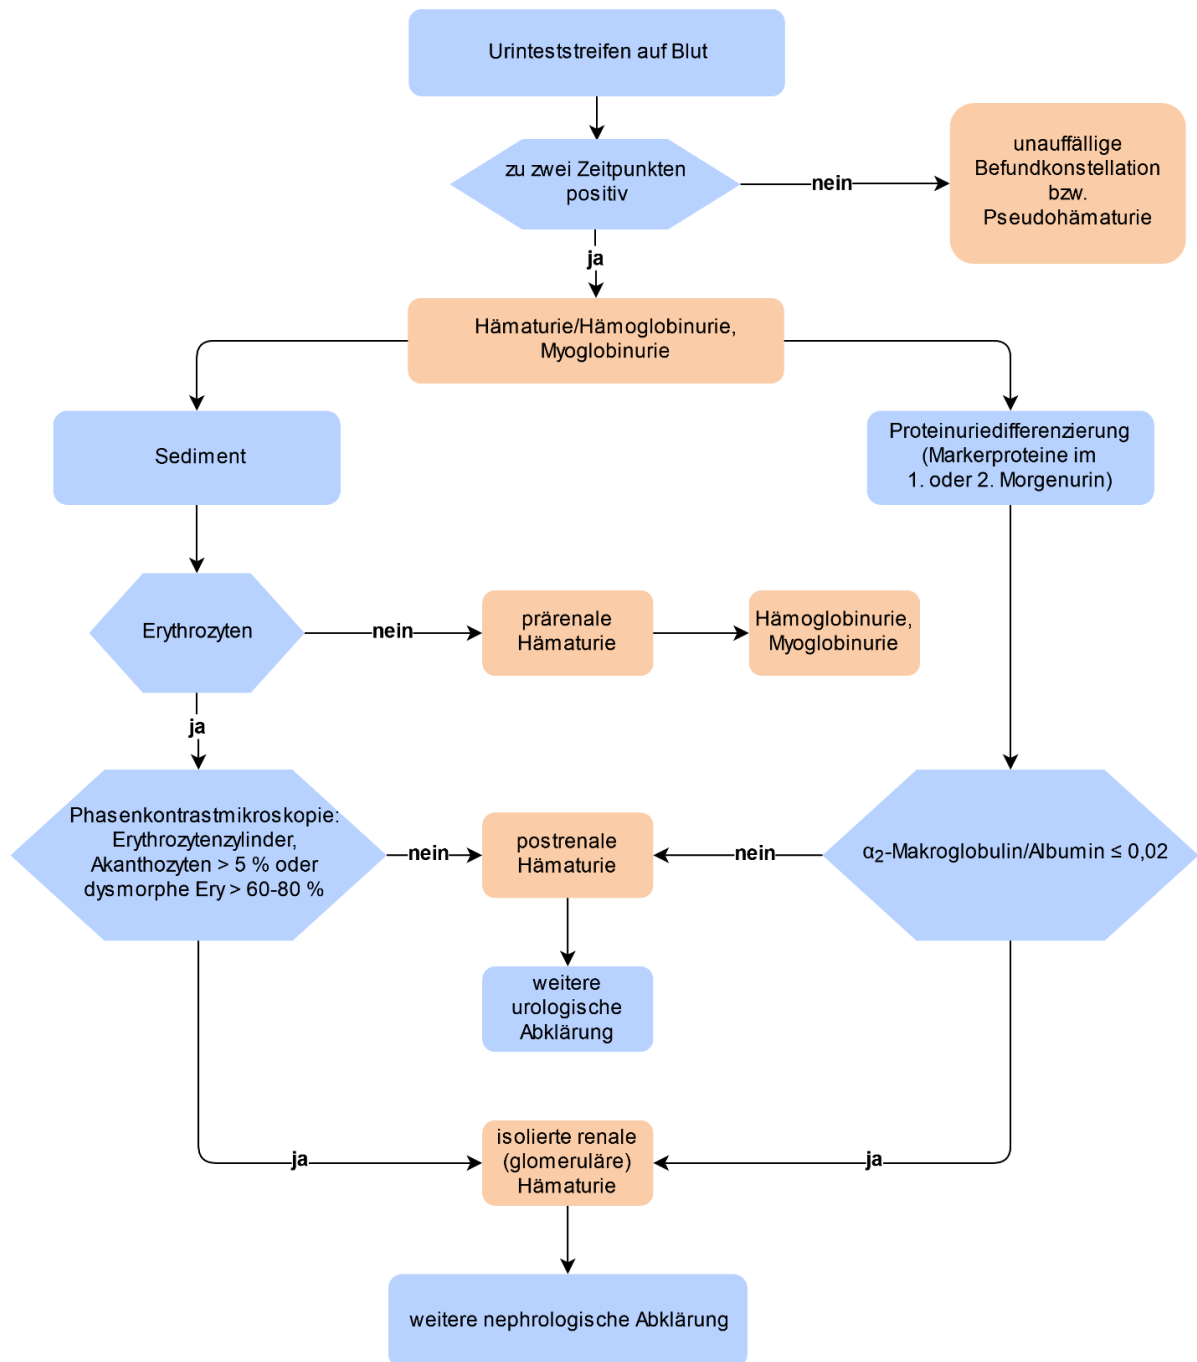 Urinteststreifen auf Blut
zu zwei Zeitpunkten
positiv
nein
unauffällige
Befundkonstellation
bzw.
Pseudohämaturie
ja
Hämaturie/Hämoglobinurie,
Myoglobinurie
Sediment
Proteinuriedifferenzierung
(Markerproteine im
1. oder 2. Morgenurin)
Erythrozyten
nein
prärenale
Hämaturie
Hämoglobinurie,
Myoglobinurie
ja
Phasenkontrastmikroskopie:
Erythrozytenzylinder,
Akanthozyten > 5 % oder
dysmorphe Ery > 60-80 %
nein
postrenale
Hämaturie
nein
α₂-Makroglobulin/Albumin ≤ 0,02
weitere
urologische
Abklärung
ja
isolierte renale
(glomeruläre)
Hämaturie
ja
weitere nephrologische Abklärung